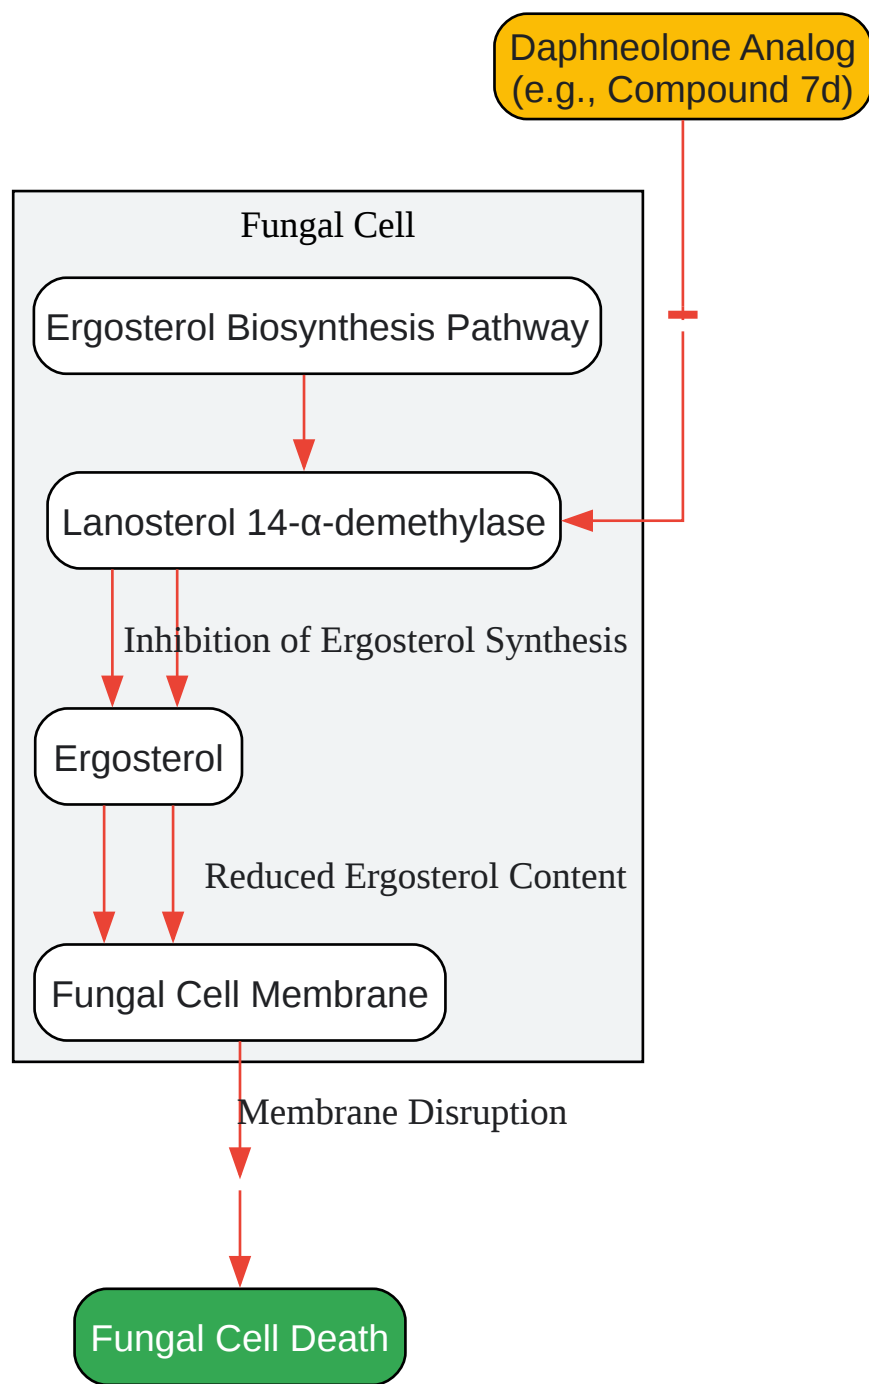 Daphneolone Analog
(e.g., Compound 7d)
Fungal Cell
Ergosterol Biosynthesis Pathway
Lanosterol 14-α-demethylase
Inhibition of Ergosterol Synthesis
Ergosterol
Reduced Ergosterol Content
Fungal Cell Membrane
Membrane Disruption
Fungal Cell Death